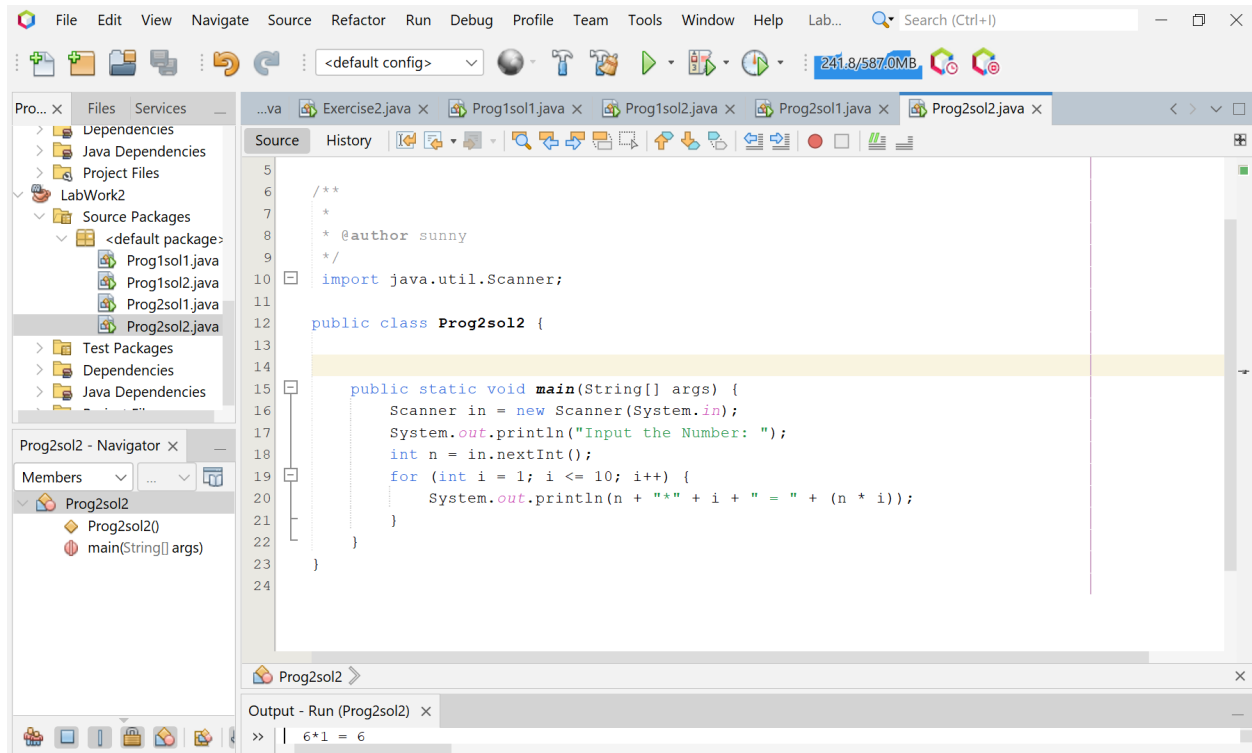 File Edit View Navigate Source Refactor Run Debug Profile Team Tools Window Help Lab... Search (Ctrl+I)
<default config> 241.8/587.0MB
Pro... Files Services
Dependencies
Java Dependencies
Project Files
LabWork2
Source Packages
<default package>
Prog1sol1.java
Prog1sol2.java
Prog2sol1.java
Prog2sol2.java
Test Packages
Dependencies
Java Dependencies
Prog2sol2 - Navigator
Members ...
Prog2sol2
Prog2sol2()
main(String[] args)
...va Exercise2.java Prog1sol1.java Prog1sol2.java Prog2sol1.java Prog2sol2.java
Source History
5
6 /**
7 *
8 * @author sunny
9 */
10 import java.util.Scanner;
11
12 public class Prog2sol2 {
13
14
15 public static void main(String[] args) {
16 Scanner in = new Scanner(System.in);
17 System.out.println("Input the Number: ");
18 int n = in.nextInt();
19 for (int i = 1; i <= 10; i++) {
20 System.out.println(n + "*" + i + " = " + (n * i));
21 }
22 }
23 }
24
Prog2sol2
Output - Run (Prog2sol2)
6*1 = 6